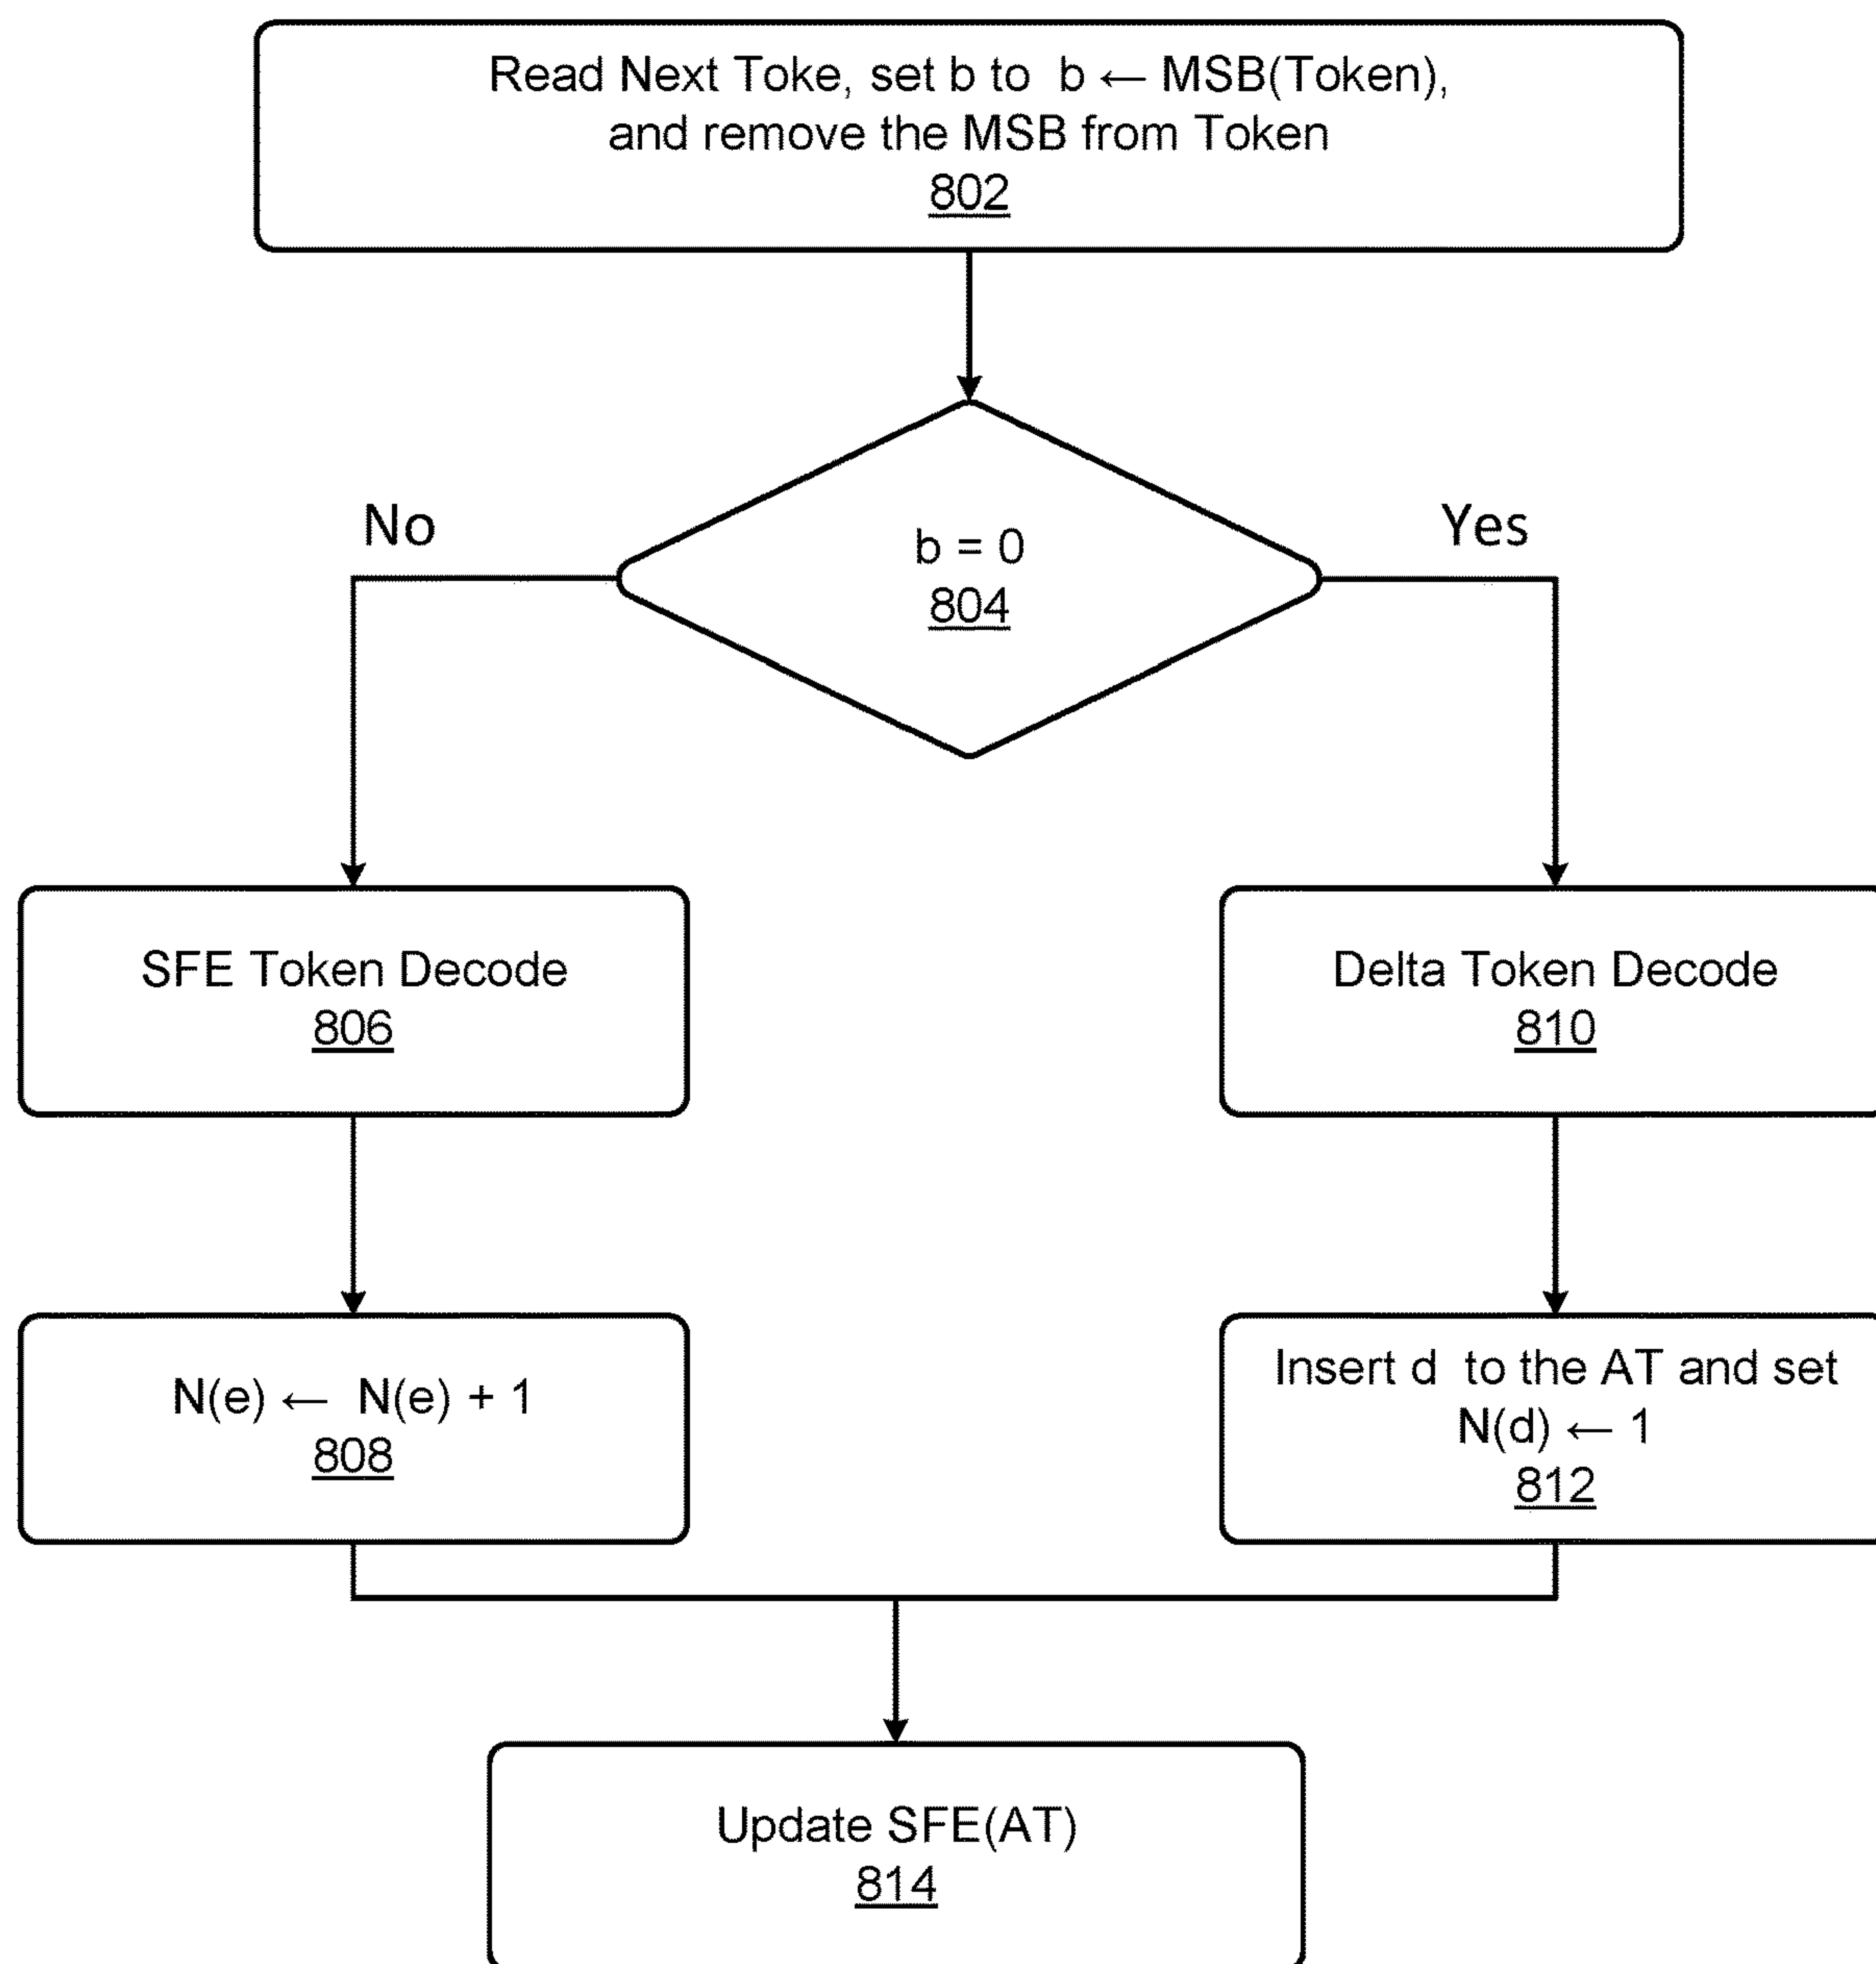 Read Next Toke, set b to b ← MSB(Token),
and remove the MSB from Token
802
No
b = 0
804
Yes
SFE Token Decode
806
Delta Token Decode
810
N(e) ← N(e) + 1
808
Insert d to the AT and set
N(d) ← 1
812
Update SFE(AT)
814